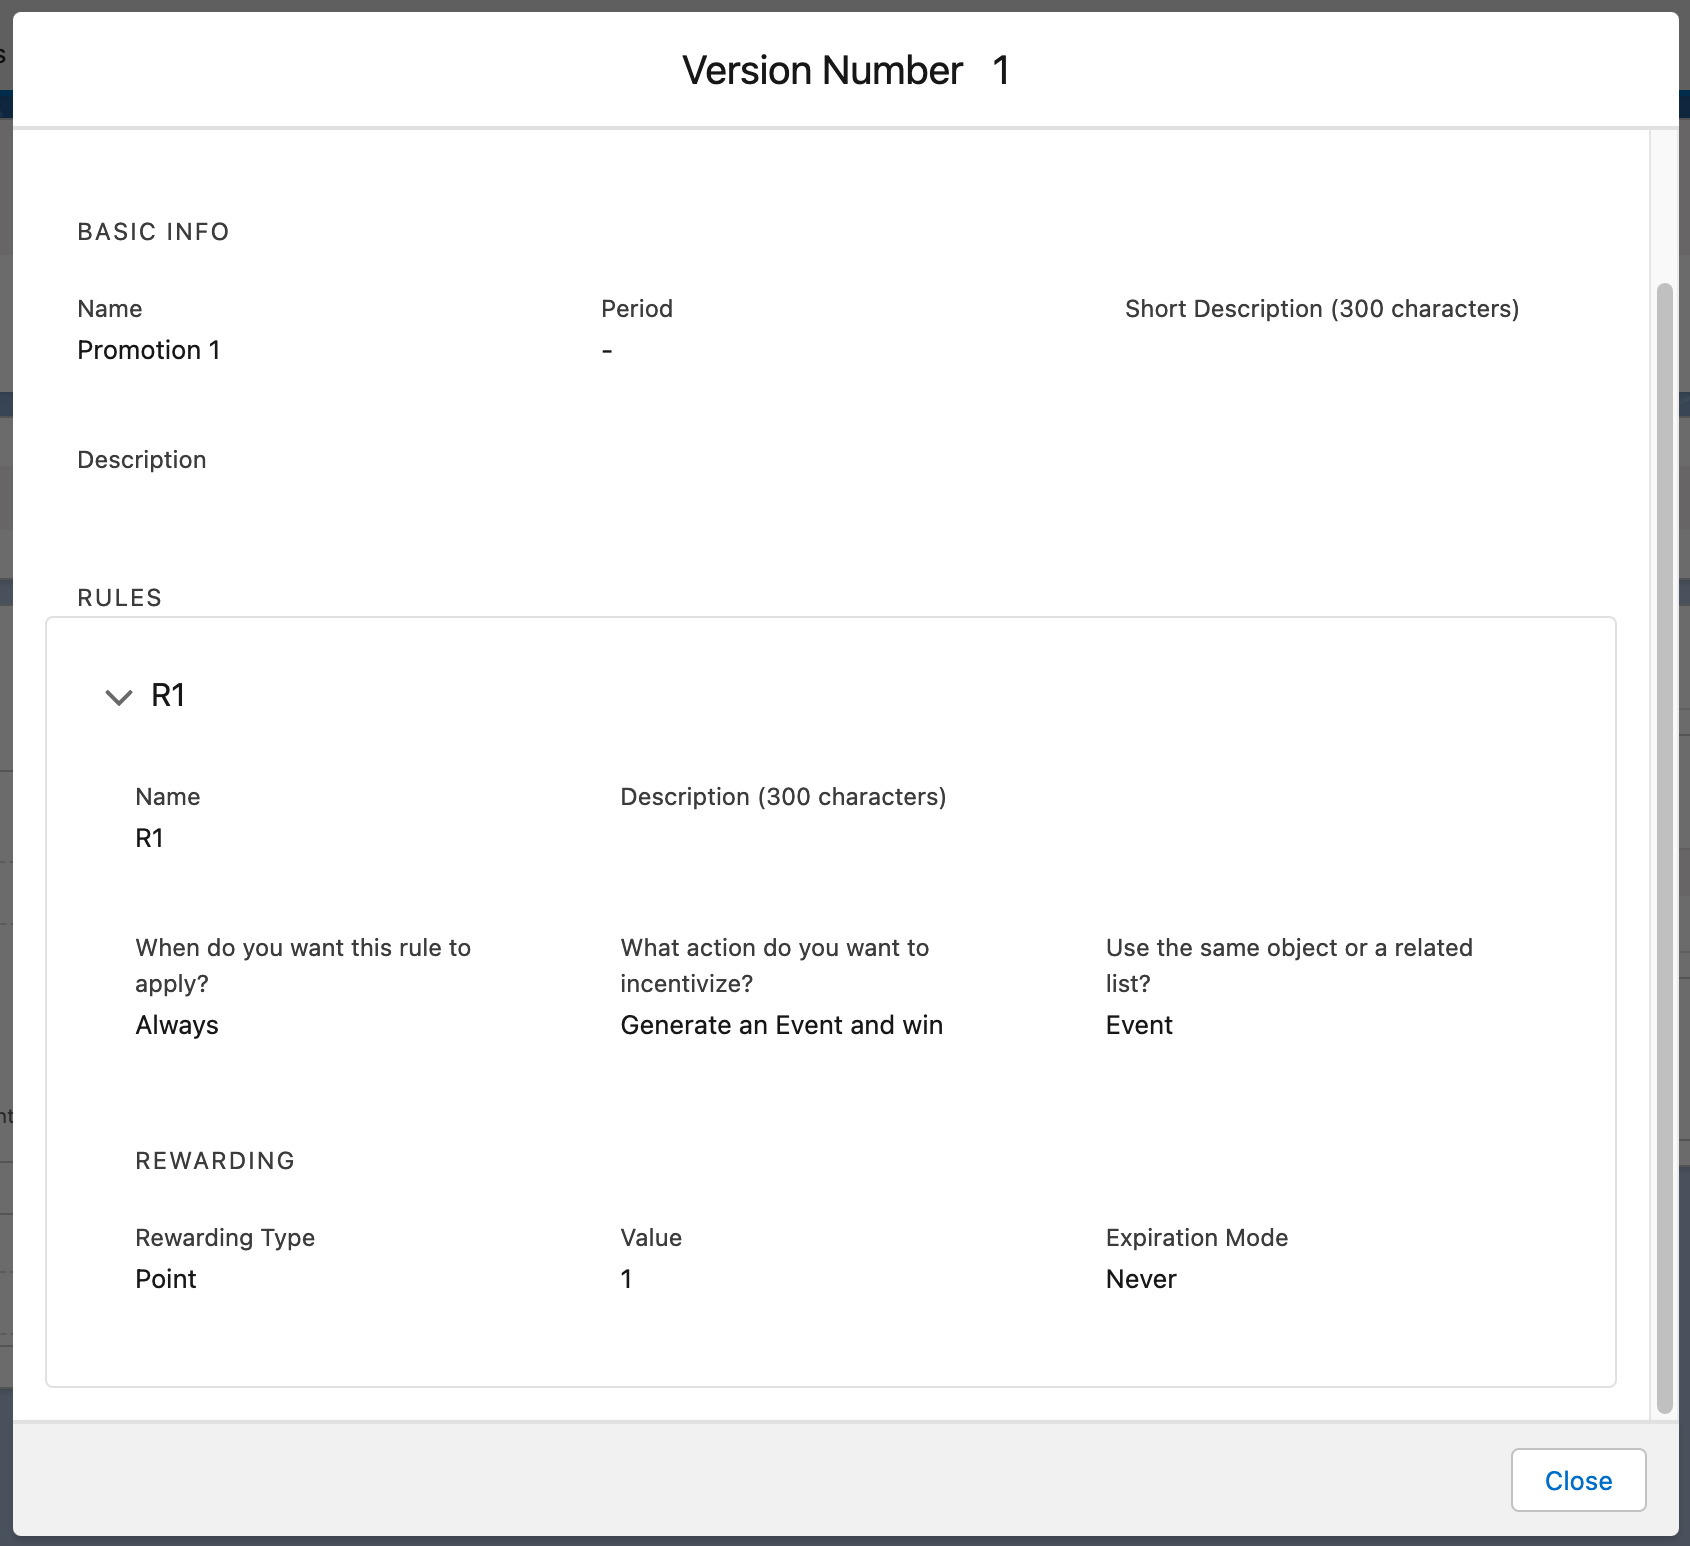 Version Number 1
BASIC INFO
Name
Period
Short Description (300 characters)
Promotion 1
-
Description
RULES
R1
Name
Description (300 characters)
R1
When do you want this rule to
apply?
What action do you want to
incentivize?
Use the same object or a related
list?
Always
Generate an Event and win
Event
REWARDING
Rewarding Type
Value
Expiration Mode
Point
1
Never
Close